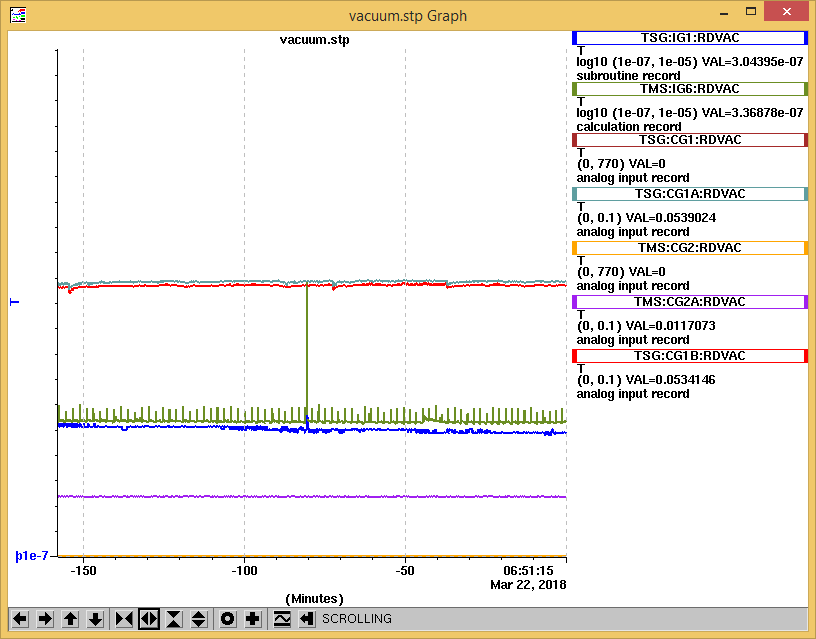 vacuum.stp Graph
vacuum.stp
T
1e-7
-150
-100
-50
06:51:15
Mar 22, 2018
(Minutes)
TSG:IG1:RDVAC
T
log10 (1e-07, 1e-05) VAL=3.04395e-07
subroutine record
TMS:IG6:RDVAC
T
log10 (1e-07, 1e-05) VAL=3.36878e-07
calculation record
TSG:CG1:RDVAC
T
(0, 770) VAL=0
analog input record
TSG:CG1A:RDVAC
T
(0, 0.1) VAL=0.0539024
analog input record
TMS:CG2:RDVAC
T
(0, 770) VAL=0
analog input record
TMS:CG2A:RDVAC
T
(0, 0.1) VAL=0.0117073
analog input record
TSG:CG1B:RDVAC
T
(0, 0.1) VAL=0.0534146
analog input record
SCROLLING